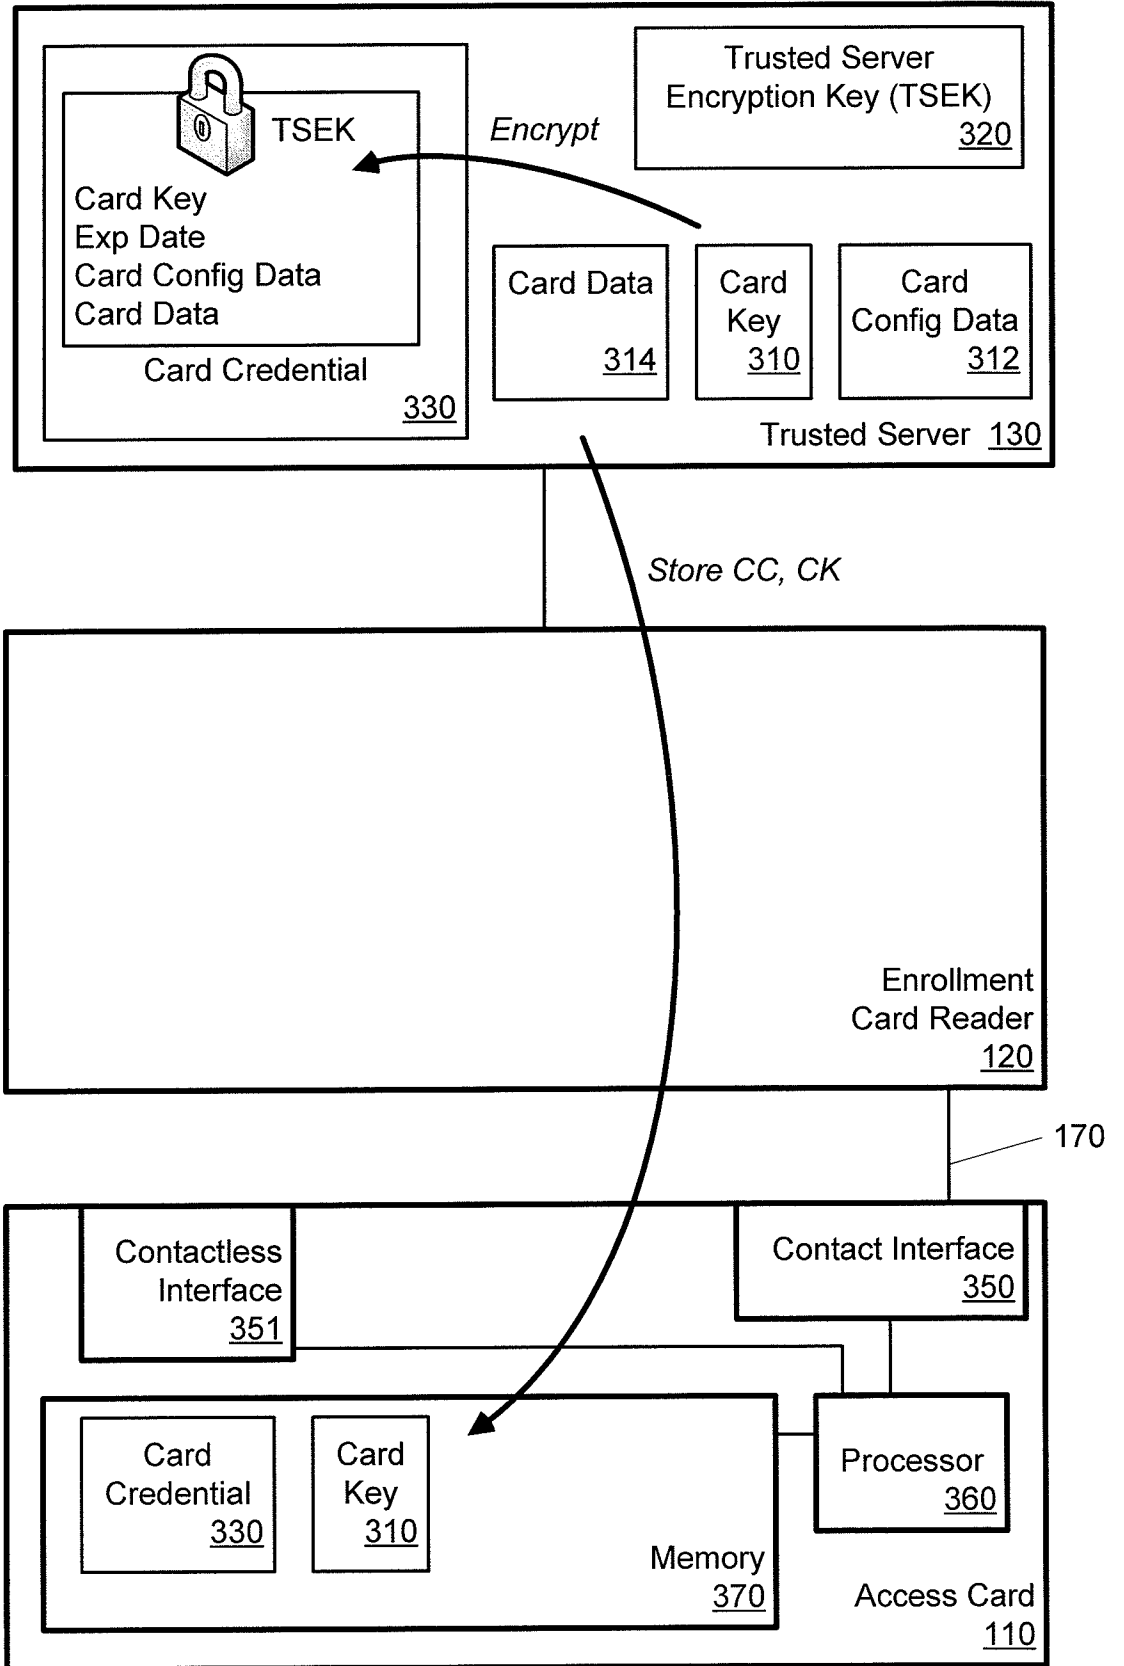 Trusted Server
Encryption Key (TSEK)
320
TSEK
Encrypt
Card Key
Exp Date
Card Config Data
Card Data
Card Credential
330
Card Data
314
Card
Key
310
Card
Config Data
312
Trusted Server 130
Store CC, CK
Enrollment
Card Reader
120
170
Contactless
Interface
351
Contact Interface
350
Card
Credential
330
Card
Key
310
Memory
370
Processor
360
Access Card
110